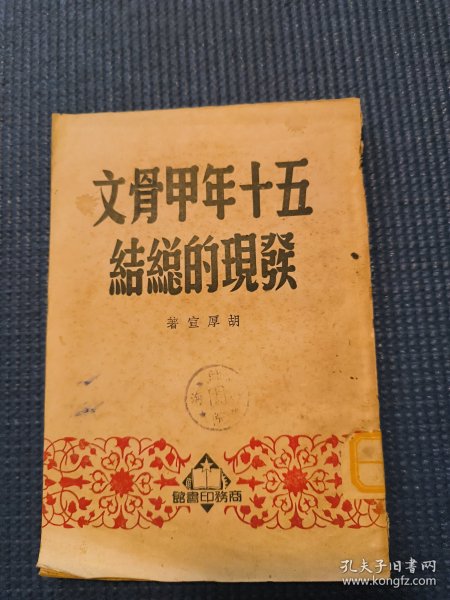 五十年甲骨文
發現的總結
胡厚宣著
商務印書館
孔夫子旧书网
www.kongfz.com